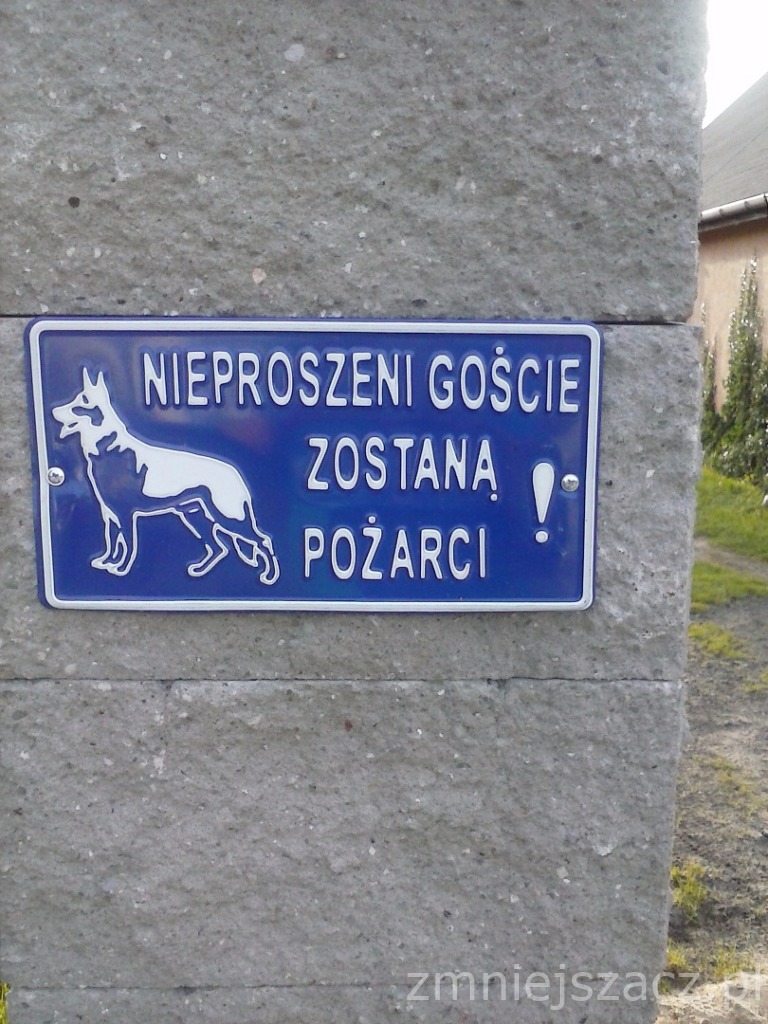 NIEPROSZENI GOŚCIE
ZOSTANĄ
POŻARCI !
zmniejszacz.pl